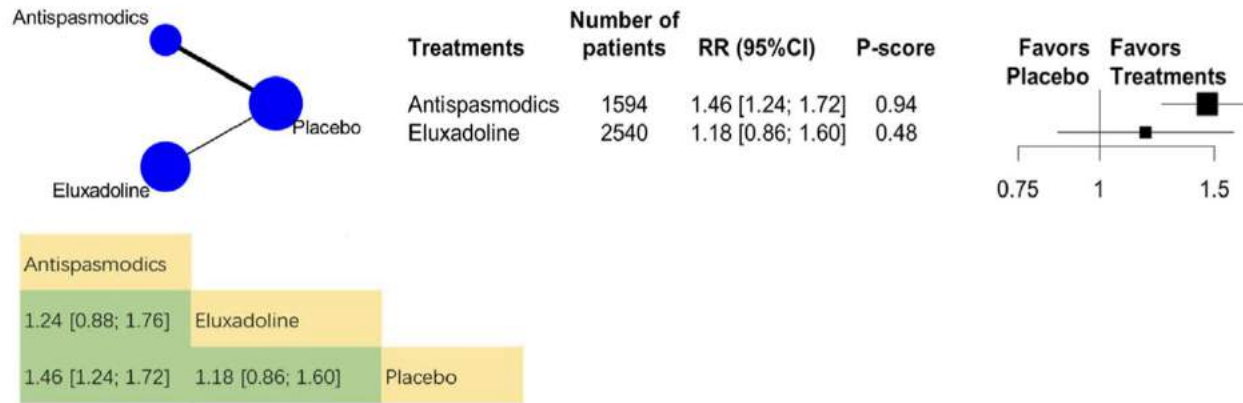 Antispasmodics
Placebo
Eluxadoline
Treatments Number of patients RR (95%CI) P-score Favors Placebo Favors Treatments
Antispasmodics 1594 1.46 [1.24; 1.72] 0.94
Eluxadoline 2540 1.18 [0.86; 1.60] 0.48
0.75 1 1.5
Antispasmodics
1.24 [0.88; 1.76] Eluxadoline
1.46 [1.24; 1.72] 1.18 [0.86; 1.60] Placebo